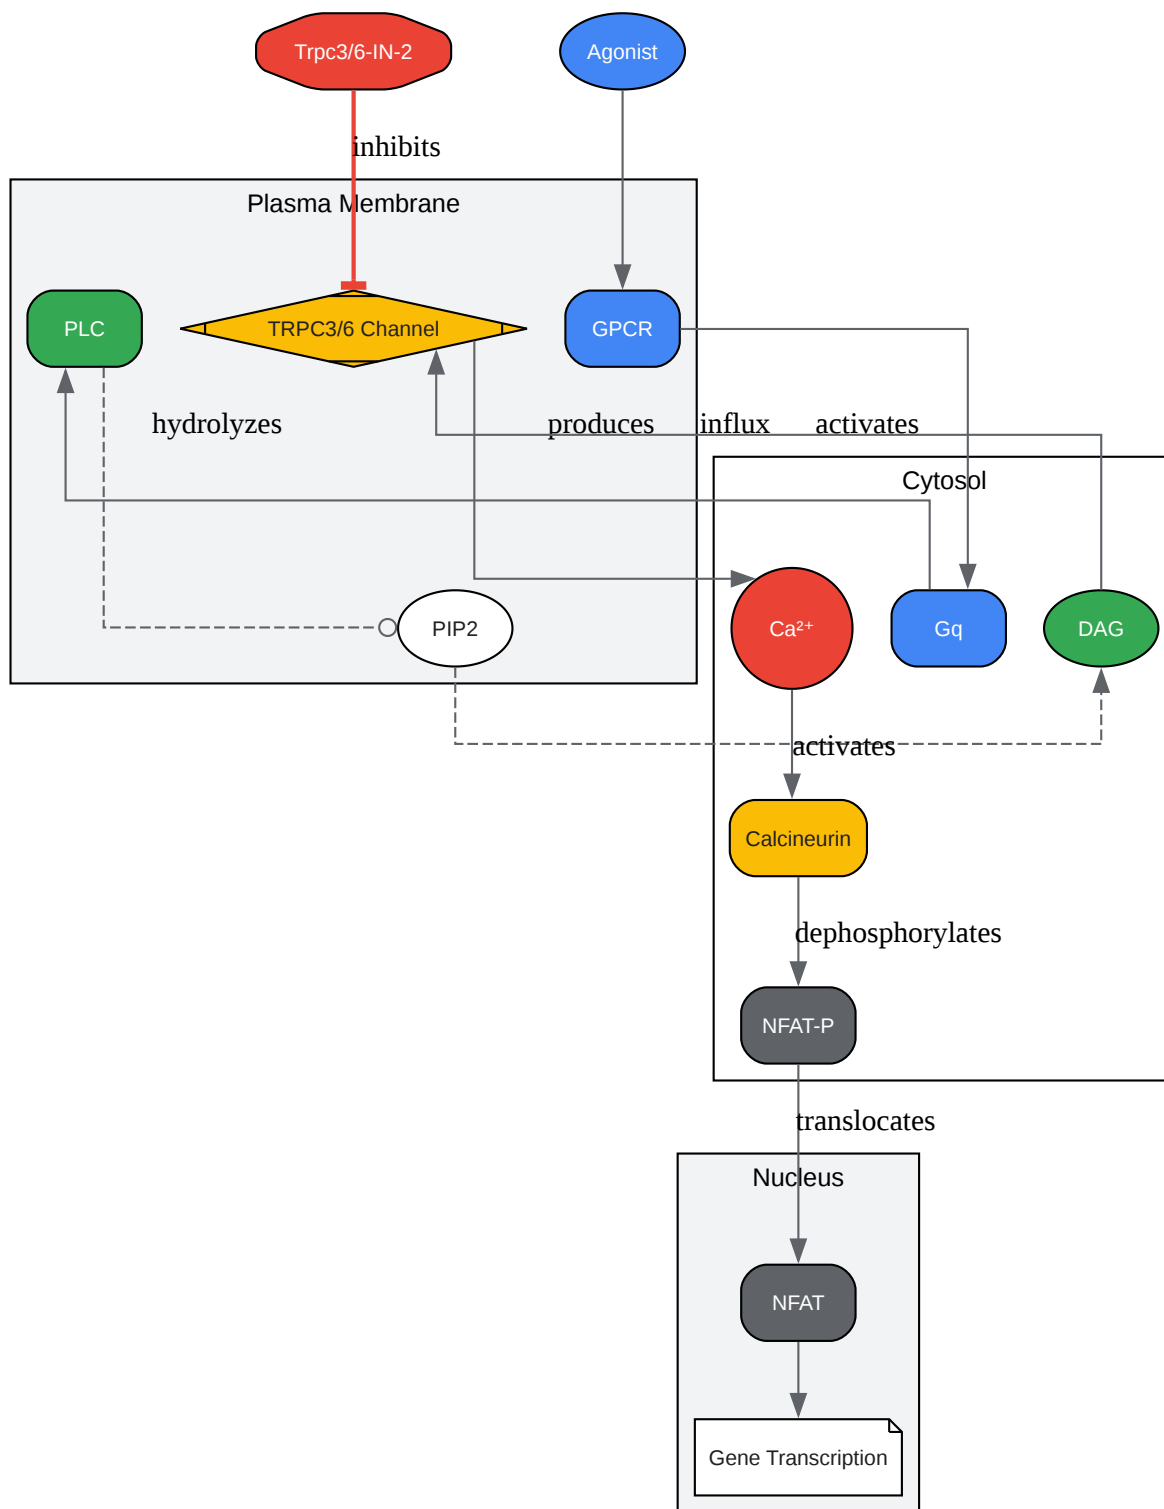 Trpc3/6-IN-2
Agonist
inhibits
Plasma Membrane
PLC
TRPC3/6 Channel
GPCR
hydrolyzes
produces
influx
activates
Cytosol
PIP2
Ca²⁺
Gq
DAG
activates
Calcineurin
dephosphorylates
NFAT-P
translocates
Nucleus
NFAT
Gene Transcription